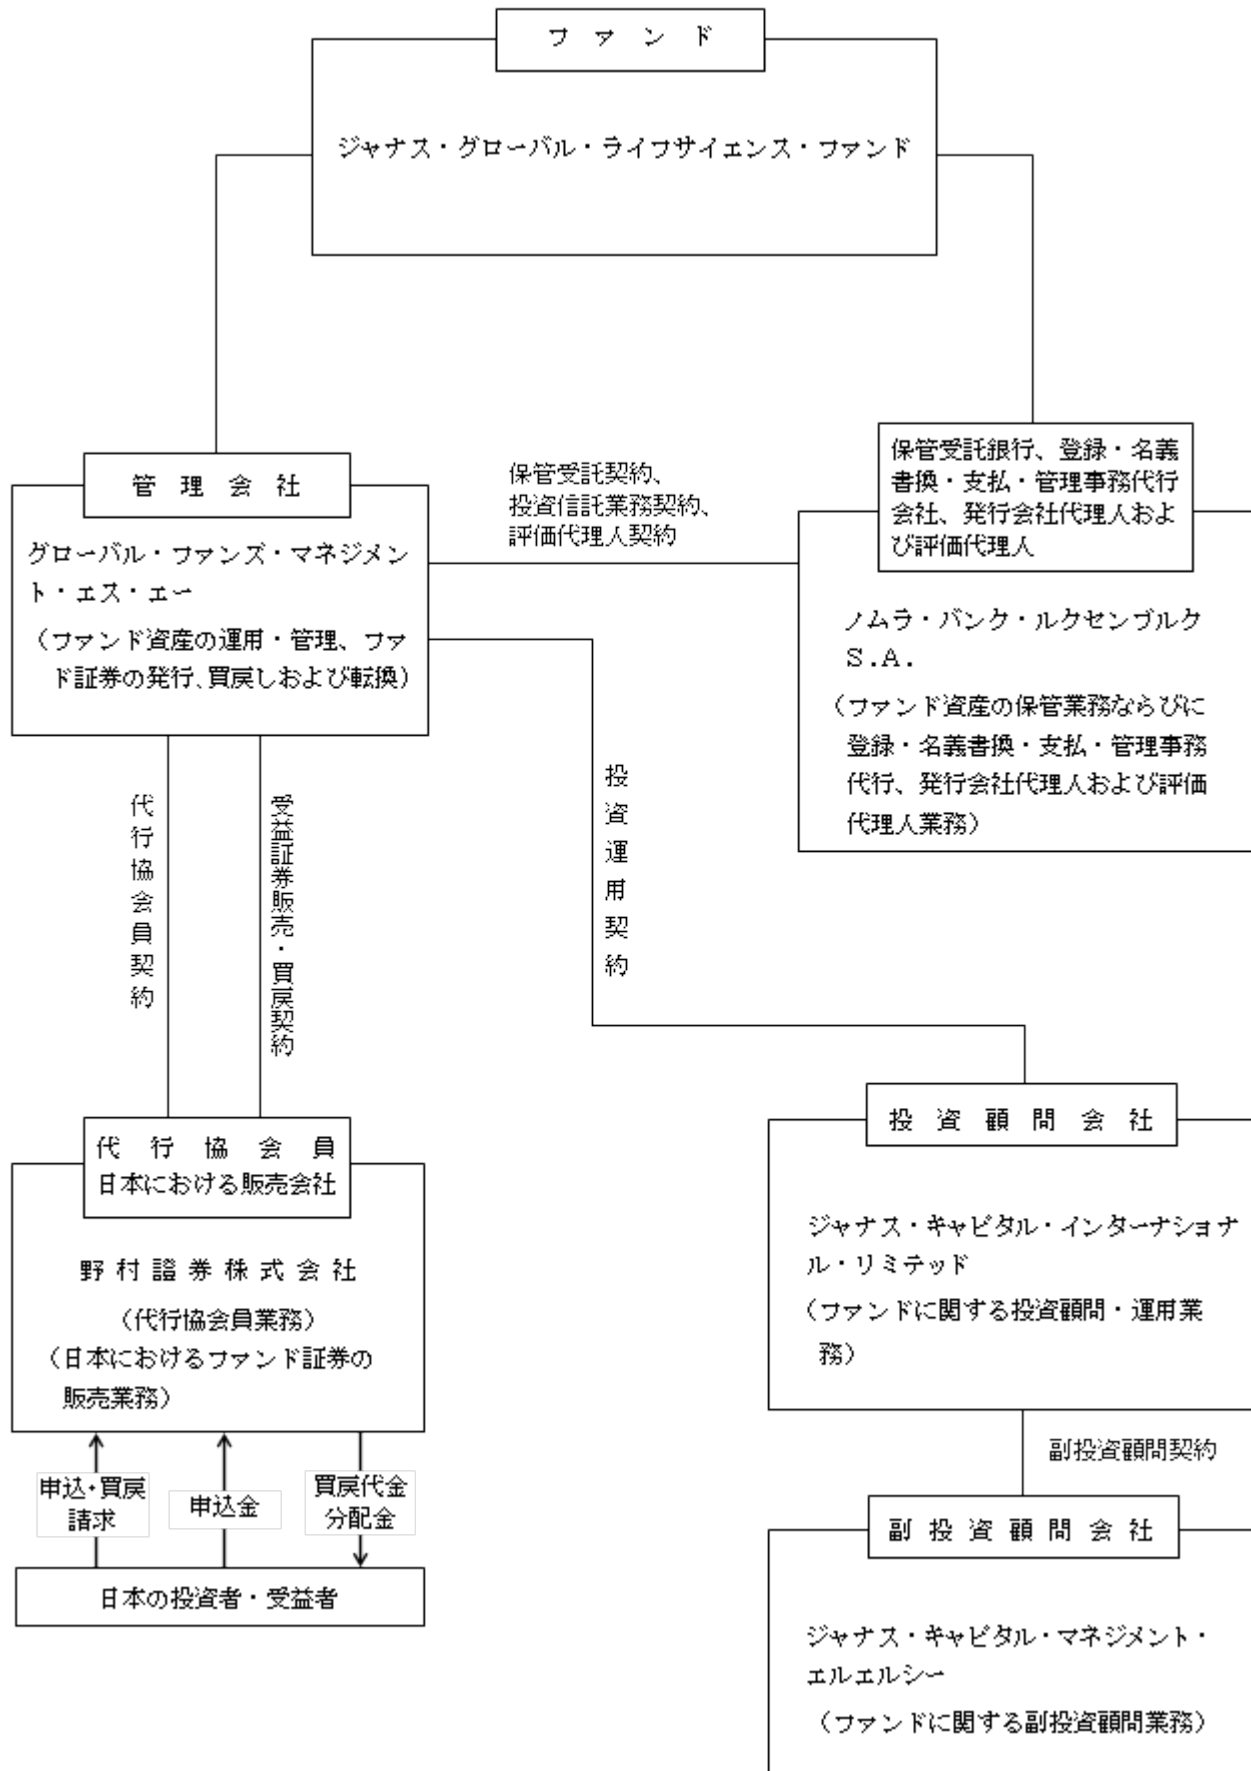 ファンド
ジャナス・グローバル・ライフサイエンス・ファンド
管理会社
グローバル・ファンズ・マネジメン
ト・エス・エー
（ファンド資産の運用・管理、ファ
ド証券の発行、買戻しおよび転換）
保管受託契約、
投資信託業務契約、
評価代理人契約
保管受託銀行、登録・名義
書換・支払・管理事務代行
会社、発行会社代理人およ
び評価代理人
ノムラ・バンク・ルクセンブルク
Ｓ.Ａ.
（ファンド資産の保管業務ならびに
登録・名義書換・支払・管理事務
代行、発行会社代理人および評価
代理人業務）
代行協会員契約
受益証券販売・買戻契約
投資運用契約
代行協会員
日本における販売会社
野村證券株式会社
（代行協会員業務）
（日本におけるファンド証券の
販売業務）
投資顧問会社
ジャナス・キャピタル・インターナショナ
ル・リミテッド
（ファンドに関する投資顧問・運用業
務）
申込・買戻
請求
申込金
買戻代金
分配金
日本の投資者・受益者
副投資顧問契約
副投資顧問会社
ジャナス・キャピタル・マネジメント・
エルエルシー
（ファンドに関する副投資顧問業務）